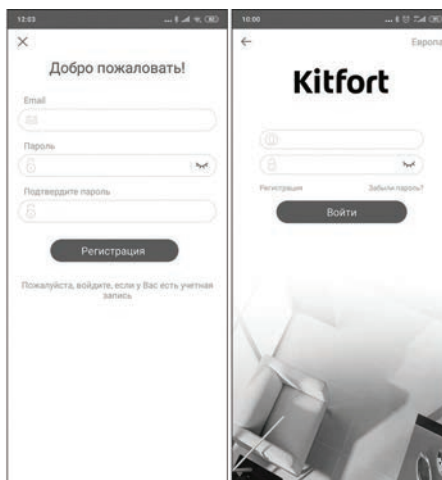 12:03
Добро пожаловать!
Email
Пароль
Подтвердите пароль
Регистрация
Пожалуйста, войдите, если у Вас есть учетная
запись
10:00
Европа
Kitfort
Регистрация Забыли пароль?
Войти